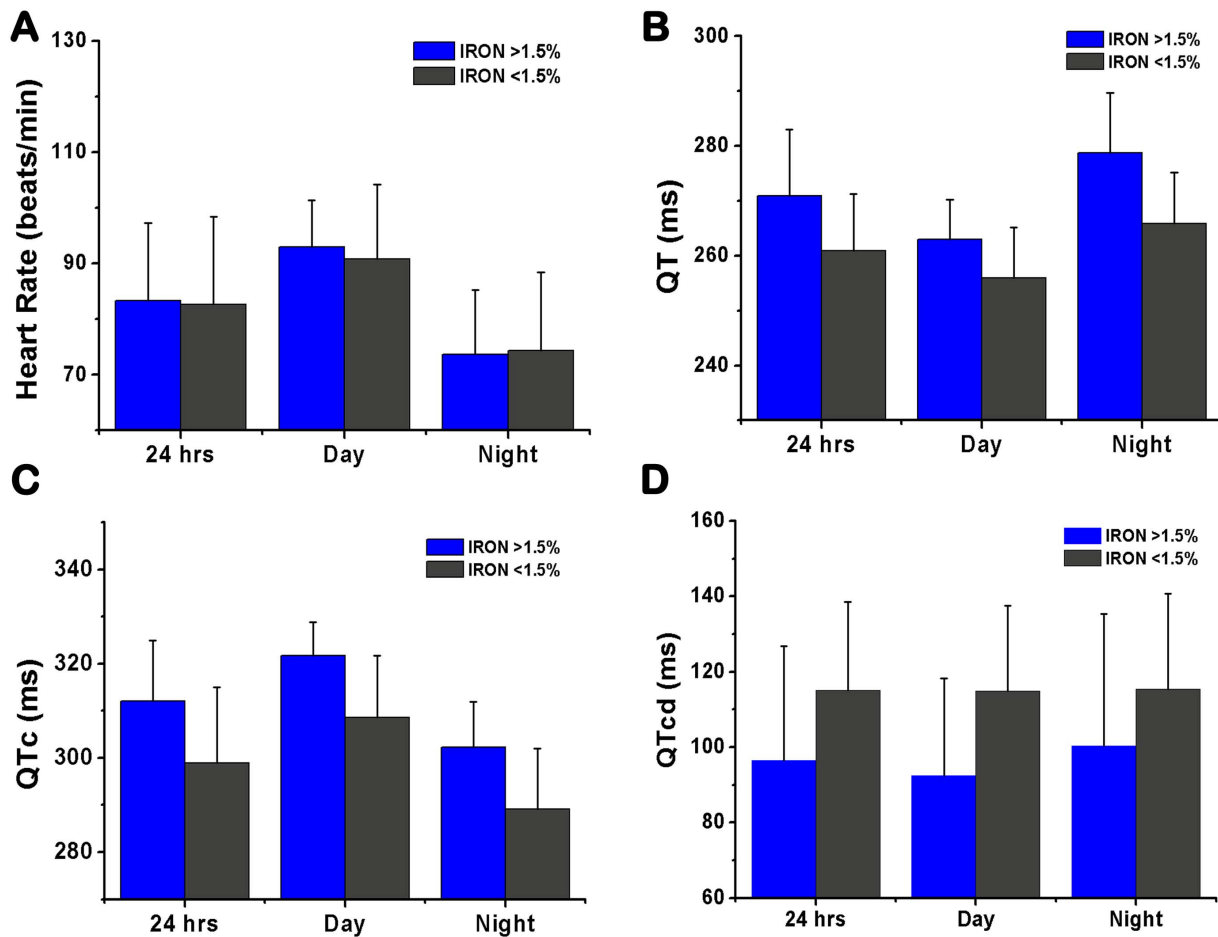 A
Heart Rate (beats/min)
130
110
90
70
IRON >1.5%
IRON <1.5%
24 hrs
Day
Night
B
QT (ms)
300
280
260
240
IRON >1.5%
IRON <1.5%
24 hrs
Day
Night
C
QTc (ms)
340
320
300
280
IRON >1.5%
IRON <1.5%
24 hrs
Day
Night
D
QTcd (ms)
160
140
120
100
80
60
IRON >1.5%
IRON <1.5%
24 hrs
Day
Night